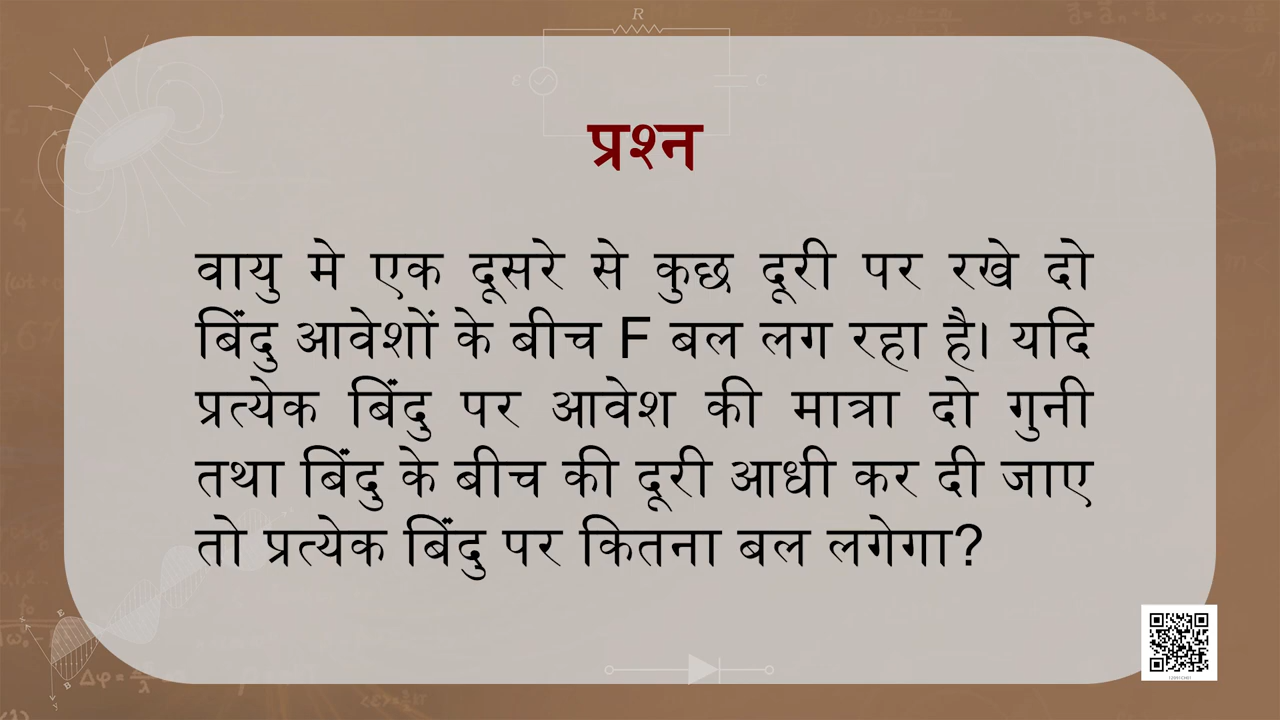 प्रश्न
वायु मे एक दूसरे से कुछ दूरी पर रखे दो
बिंदु आवेशों के बीच F बल लग रहा है। यदि
प्रत्येक बिंदु पर आवेश की मात्रा दो गुनी
तथा बिंदु के बीच की दूरी आधी कर दी जाए
तो प्रत्येक बिंदु पर कितना बल लगेगा?
R
ε
C